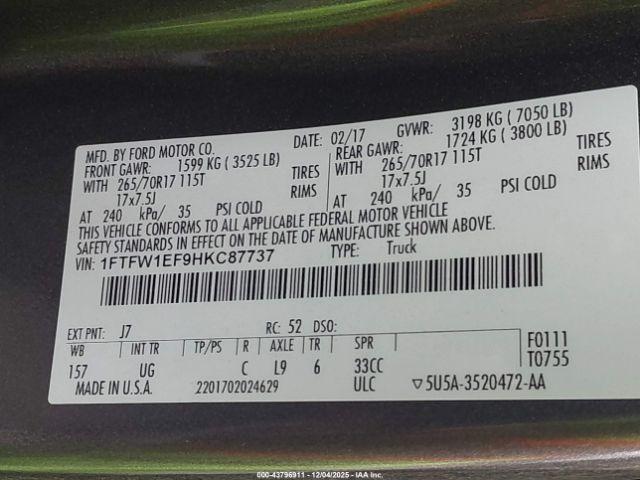 MFD. BY FORD MOTOR CO. DATE: 02/17 GVWR: 3198 KG ( 7050 LB)
FRONT GAWR: 1599 KG ( 3525 LB) REAR GAWR: 1724 KG ( 3800 LB)
WITH 265/70R17 115T TIRES WITH 265/70R17 115T TIRES
17x7.5J RIMS 17x7.5J RIMS
AT 240 kPa/ 35 PSI COLD AT 240 kPa/ 35 PSI COLD
THIS VEHICLE CONFORMS TO ALL APPLICABLE FEDERAL MOTOR VEHICLE
SAFETY STANDARDS IN EFFECT ON THE DATE OF MANUFACTURE SHOWN ABOVE.
VIN: 1FTFW1EF9HKC87737 TYPE: Truck
EXT PNT: J7 RC: 52 DSO:
WB INT TR TP/PS R AXLE TR SPR F0111
157 UG C L9 6 33CC T0755
MADE IN U.S.A. 2201702024629 ULC ▽5U5A-3520472-AA
000-43796911 - 12/04/2025 - IAA Inc.